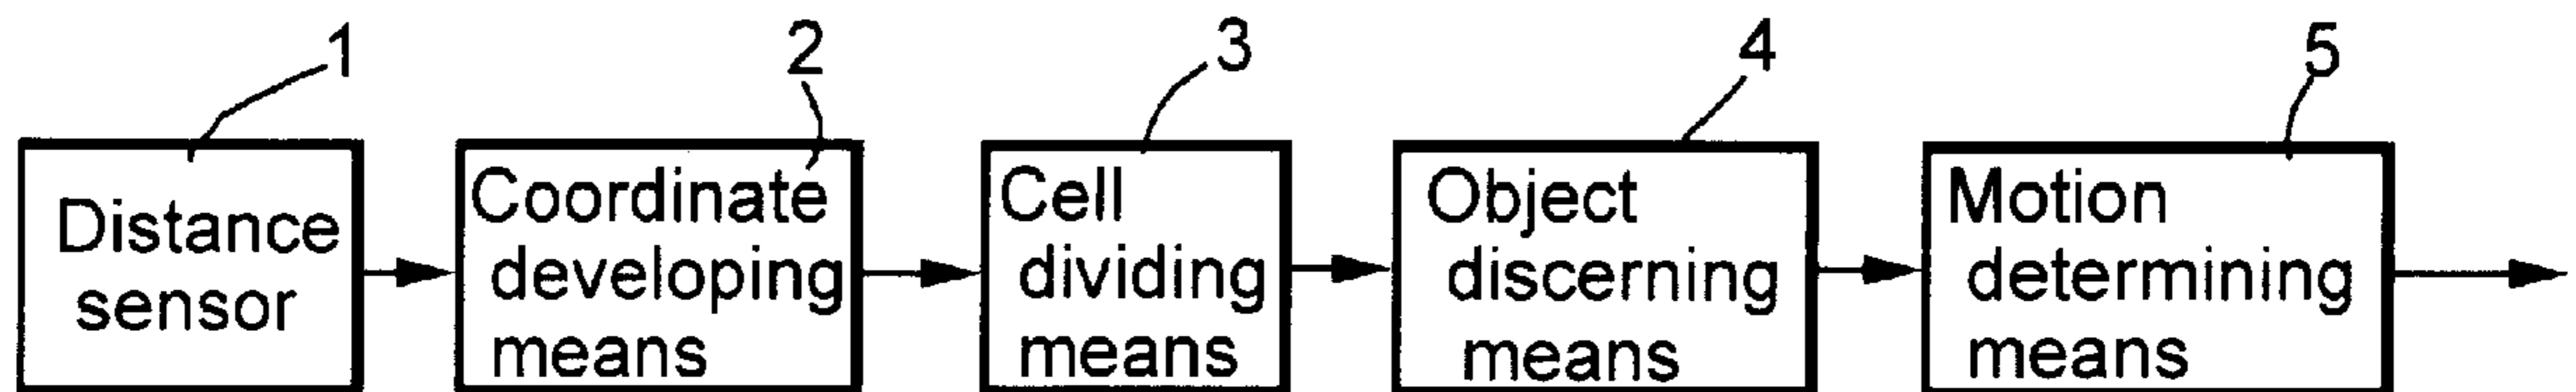 1
2
3
4
5
Distance
sensor
Coordinate
developing
means
Cell
dividing
means
Object
discerning
means
Motion
determining
means